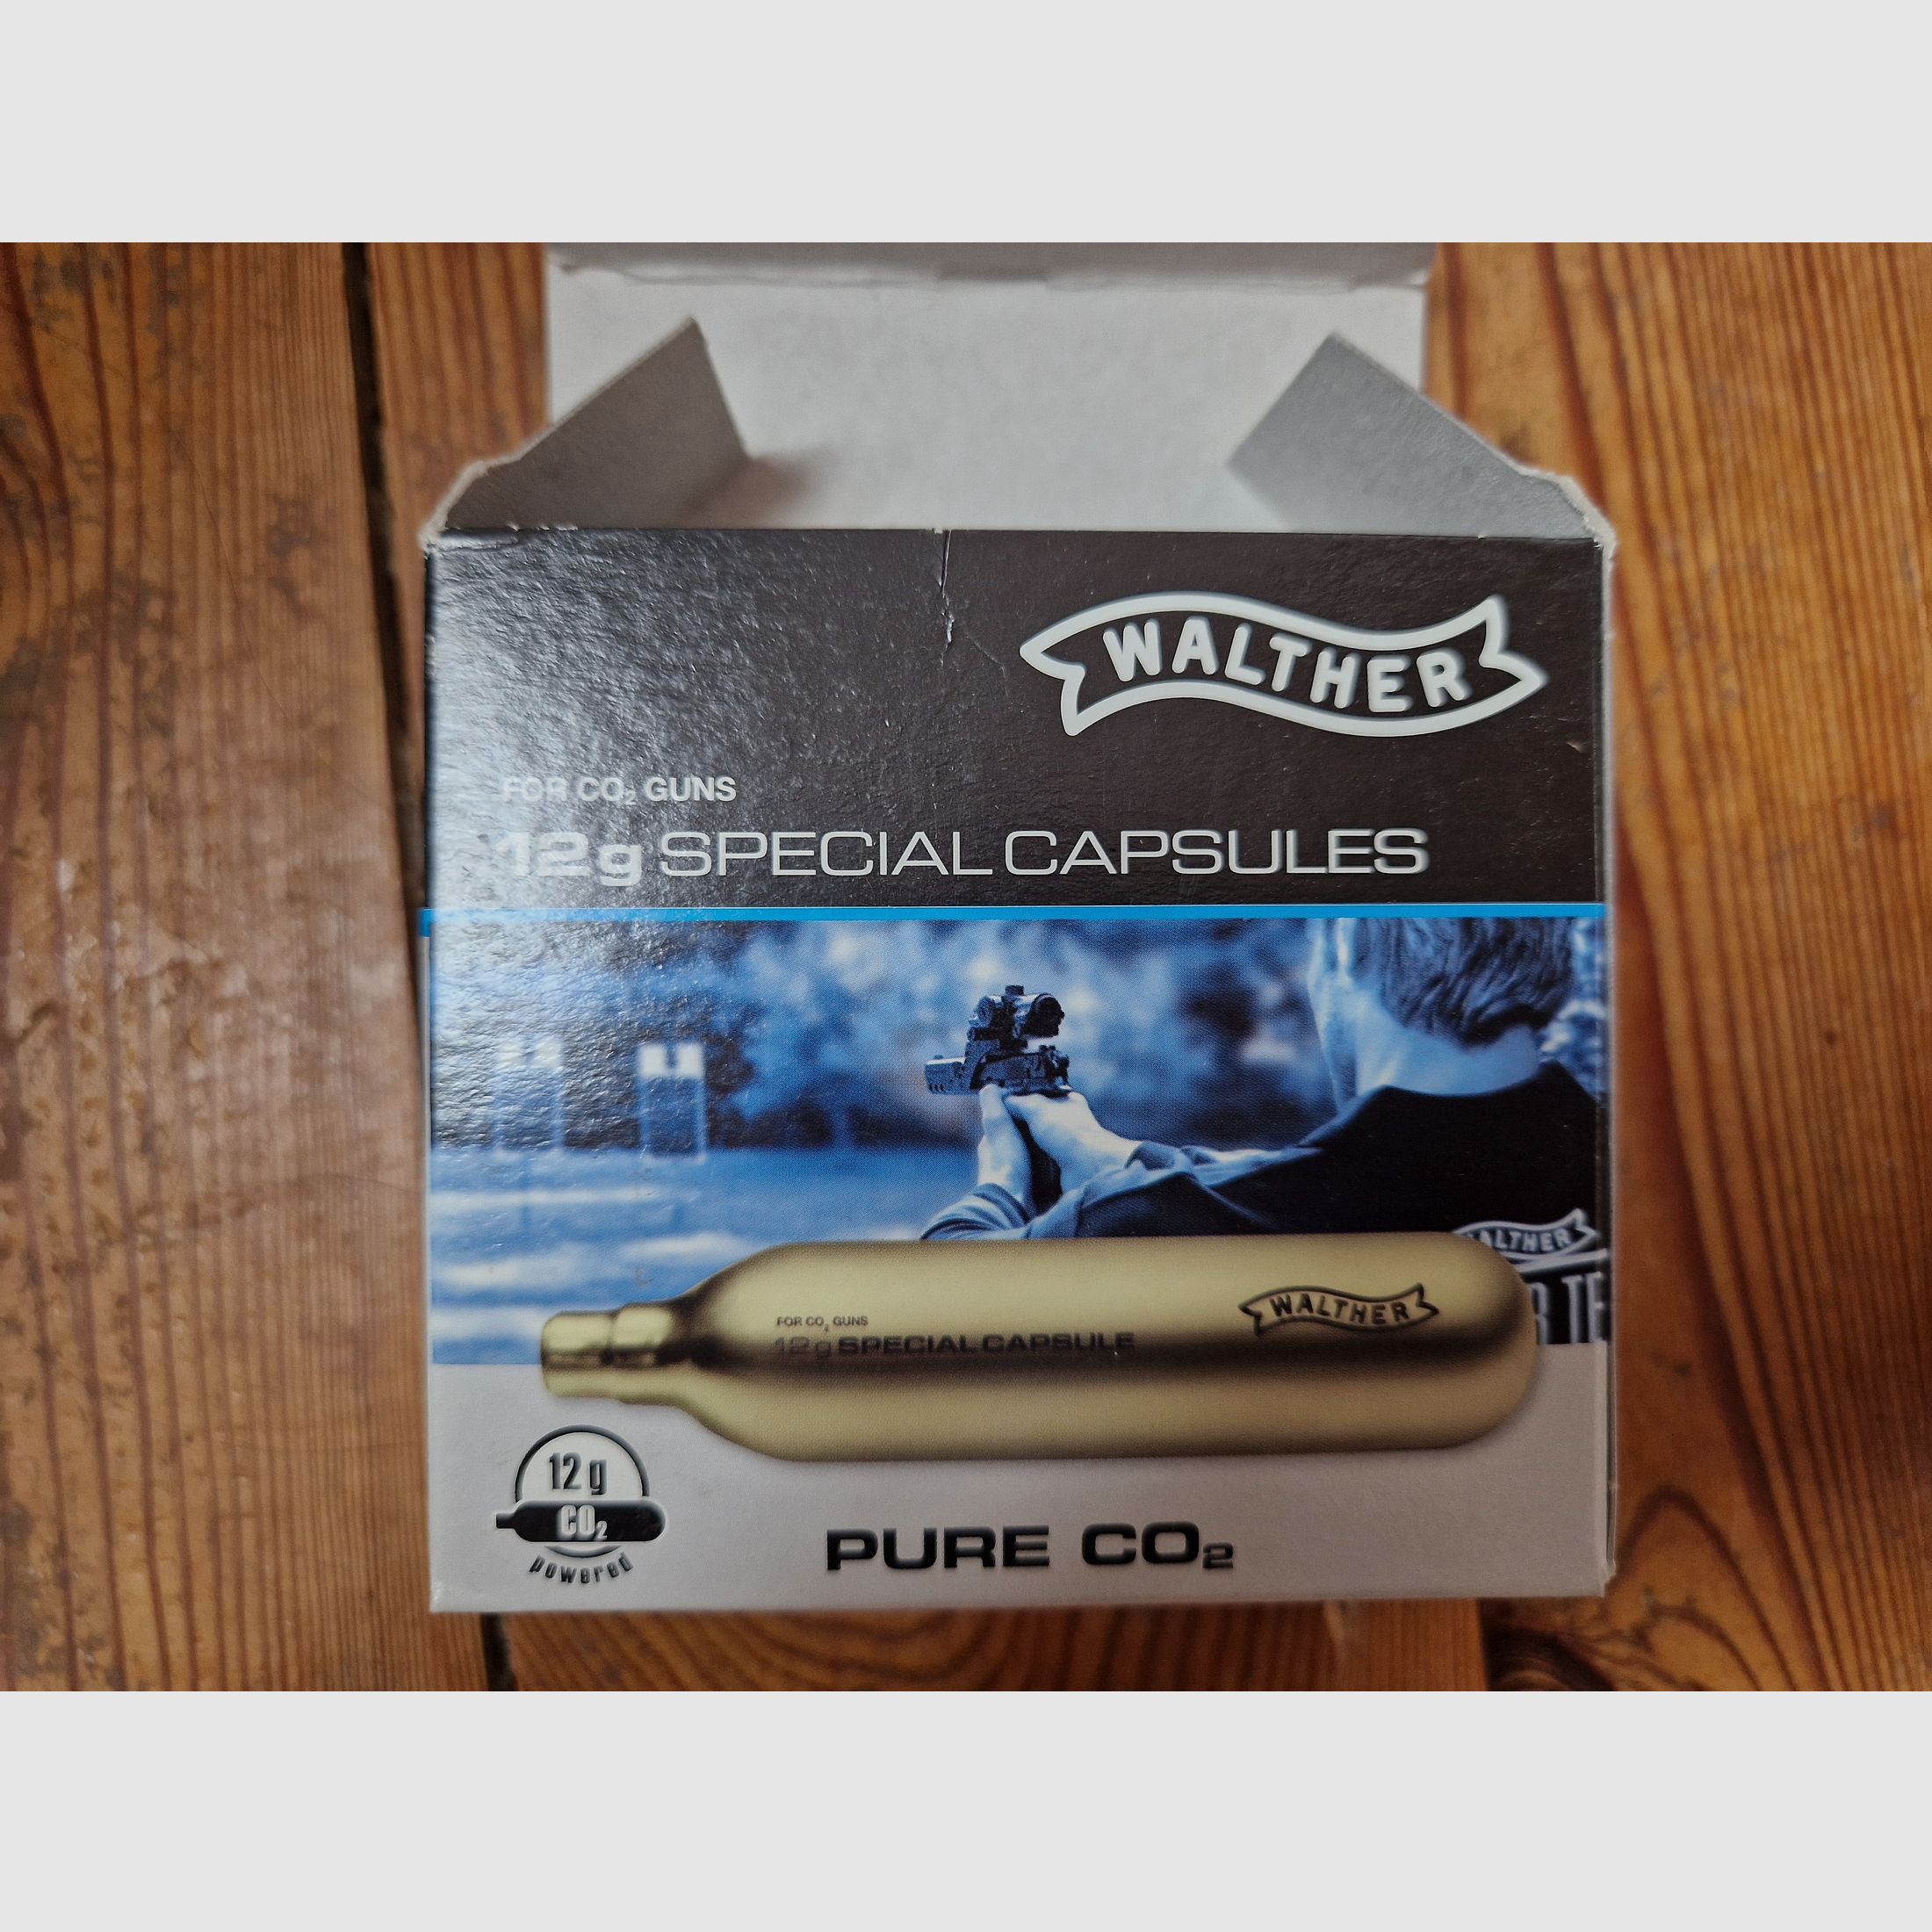 WALTHER
FOR CO₂ GUNS
12g SPECIAL CAPSULES
WALTHER
FOR CO₂ GUNS
WALTHER
12g SPECIAL CAPSULE
12 g
CO₂
powered
PURE CO₂